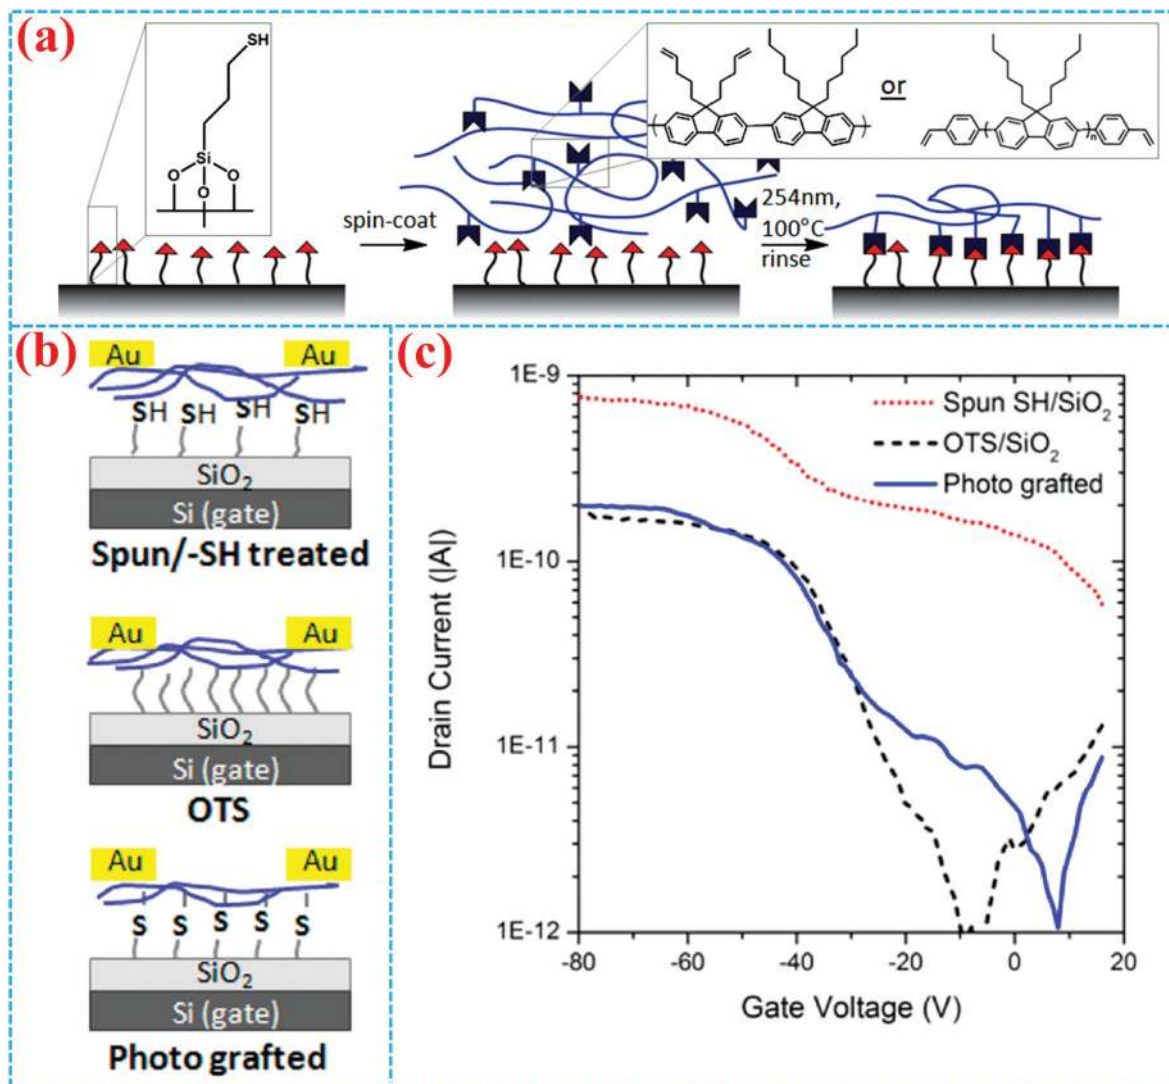 (a)
SH
Si
O O
O
spin-coat
or
n
254nm,
100°C
rinse
(b)
Au Au
SH SH SH SH
SiO₂
Si (gate)
Spun/-SH treated
Au Au
SiO₂
Si (gate)
OTS
Au Au
S S S S S
SiO₂
Si (gate)
Photo grafted
(c)
1E-9
1E-10
1E-11
1E-12
Drain Current (|A|)
Spun SH/SiO₂
OTS/SiO₂
Photo grafted
-80 -60 -40 -20 0 20
Gate Voltage (V)